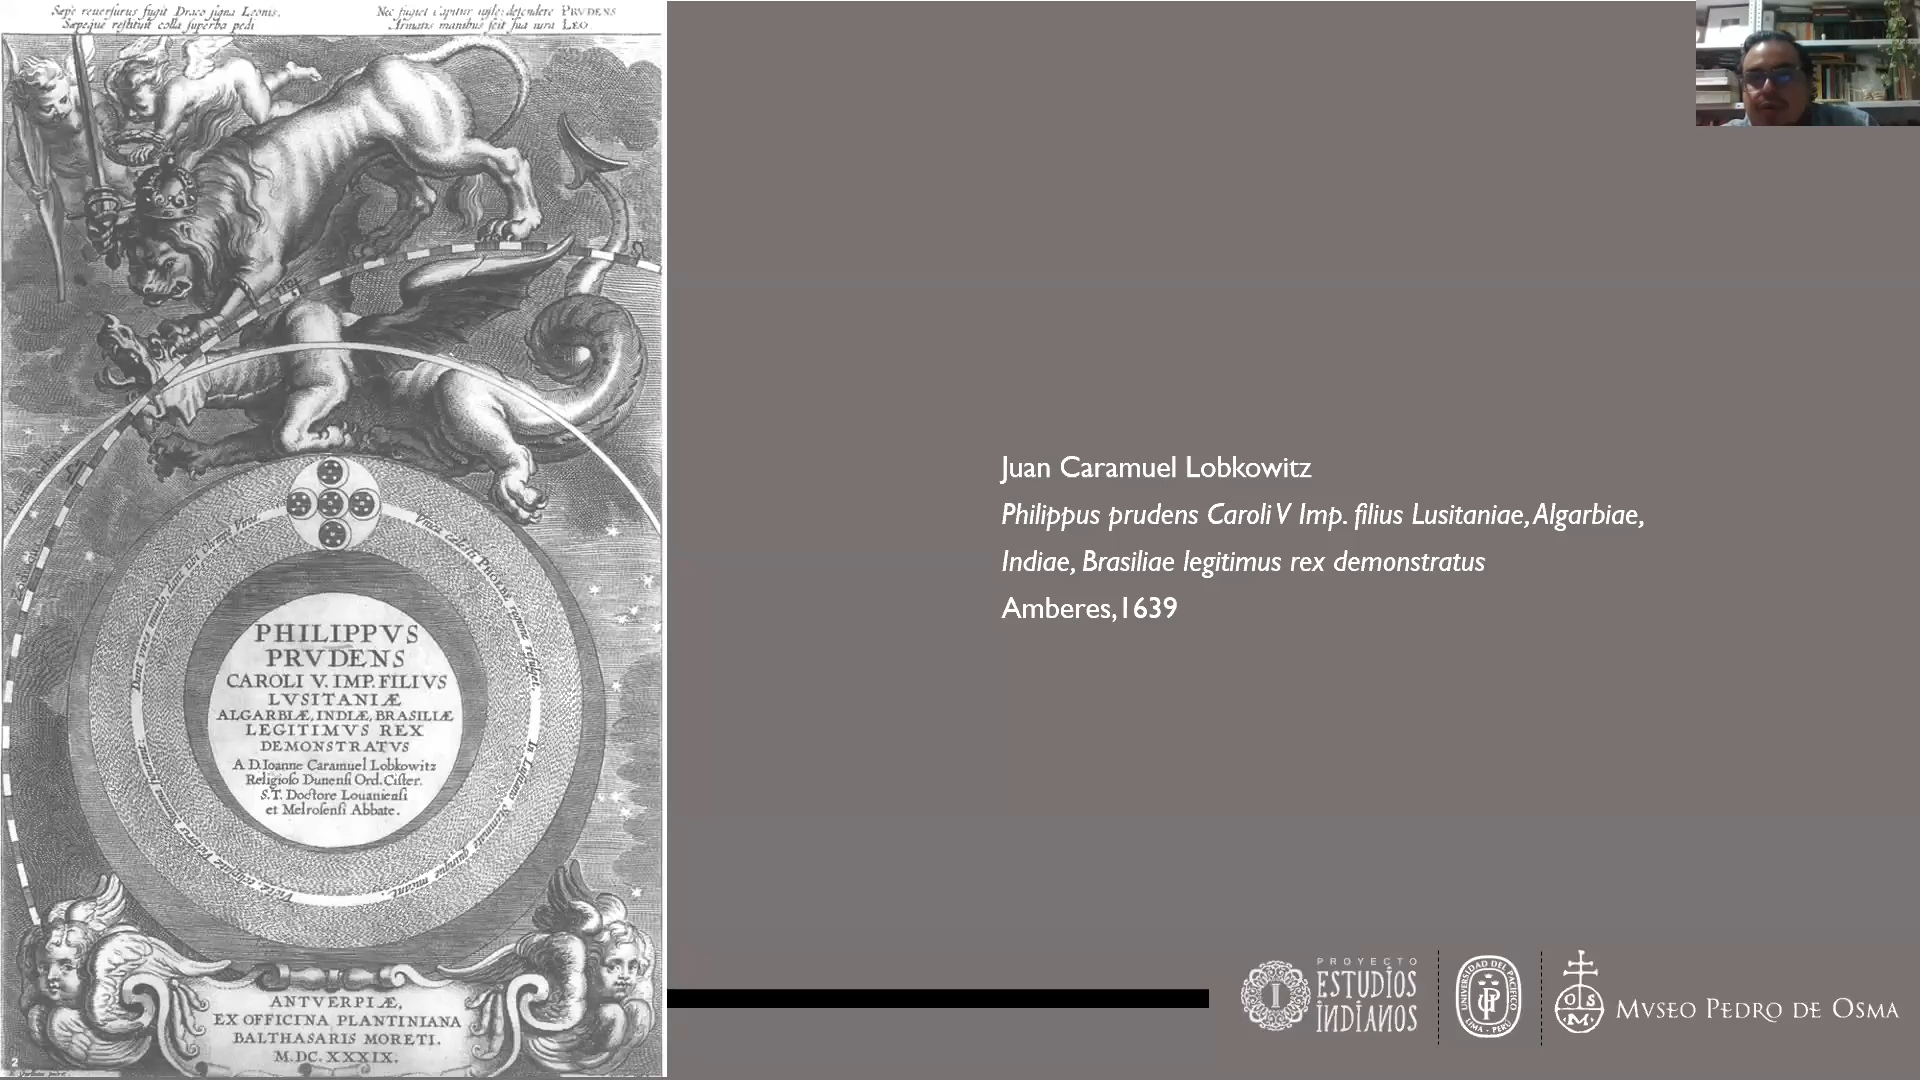 Sæpe reuersurus fugit Draco signa Leonis,
Sæpeque restituit colla superba pedi
Nec fugiet: Capitur iuste: defendere PRVDENS
Armatis manibus scit sua iura LEO
PHILIPPVS
PRVDENS
CAROLI V. IMP. FILIVS
LVSITANIÆ
ALGARBIÆ, INDIÆ, BRASILIÆ
LEGITIMVS REX
DEMONSTRATVS
A D. Ioanne Caramuel Lobkowitz
Religioso Dunensi Ord. Cister.
S.T. Doctore Louaniensi
et Melrosensi Abbate.
ANTVERPIÆ,
EX OFFICINA PLANTINIANA
BALTHASARIS MORETI.
M.DC.XXXIX.
2
Juan Caramuel Lobkowitz
Philippus prudens Caroli V Imp. filius Lusitaniae, Algarbiae,
Indiae, Brasiliae legitimus rex demonstratus
Amberes, 1639
PROYECTO
ESTUDIOS
INDIANOS
UNIVERSIDAD DEL PACÍFICO
LIMA - PERÚ
OS
M
MVSEO PEDRO DE OSMA